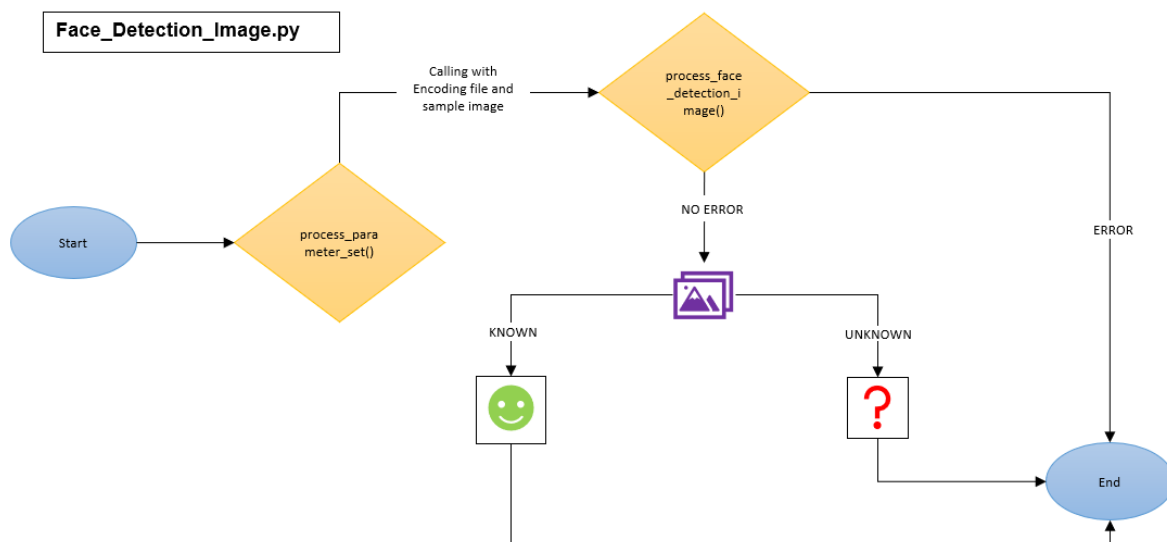 Face_Detection_Image.py
Calling with
Encoding file and
sample image
process_face
_detection_i
mage()
NO ERROR
ERROR
Start
process_para
meter_set()
KNOWN
UNKNOWN
?
End